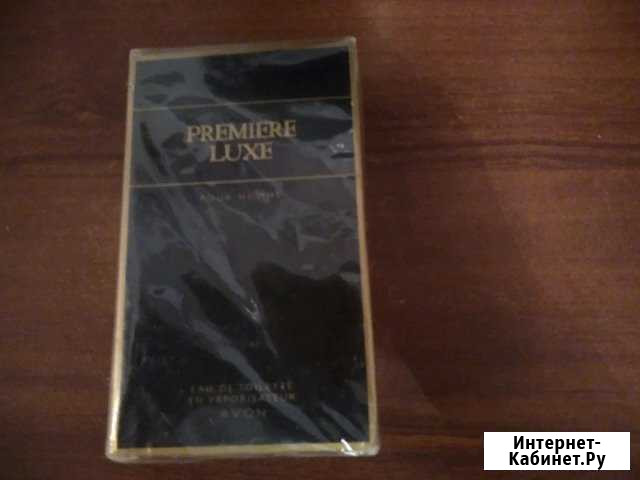 PREMIERE
LUXE
POUR HOMME
EAU DE TOILETTE
EN VAPORISATEUR
AVON
Интернет-
Кабинет.Ру